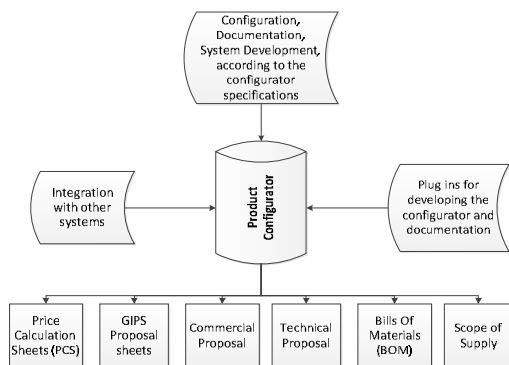 Configuration,
Documentation,
System Development,
according to the
configurator
specifications
Integration
with other
systems
Product
Configurator
Plug ins for
developing the
configurator and
documentation
Price
Calculation
Sheets (PCS)
GIPS
Proposal
sheets
Commercial
Proposal
Technical
Proposal
Bills Of
Materials
(BOM)
Scope of
Supply